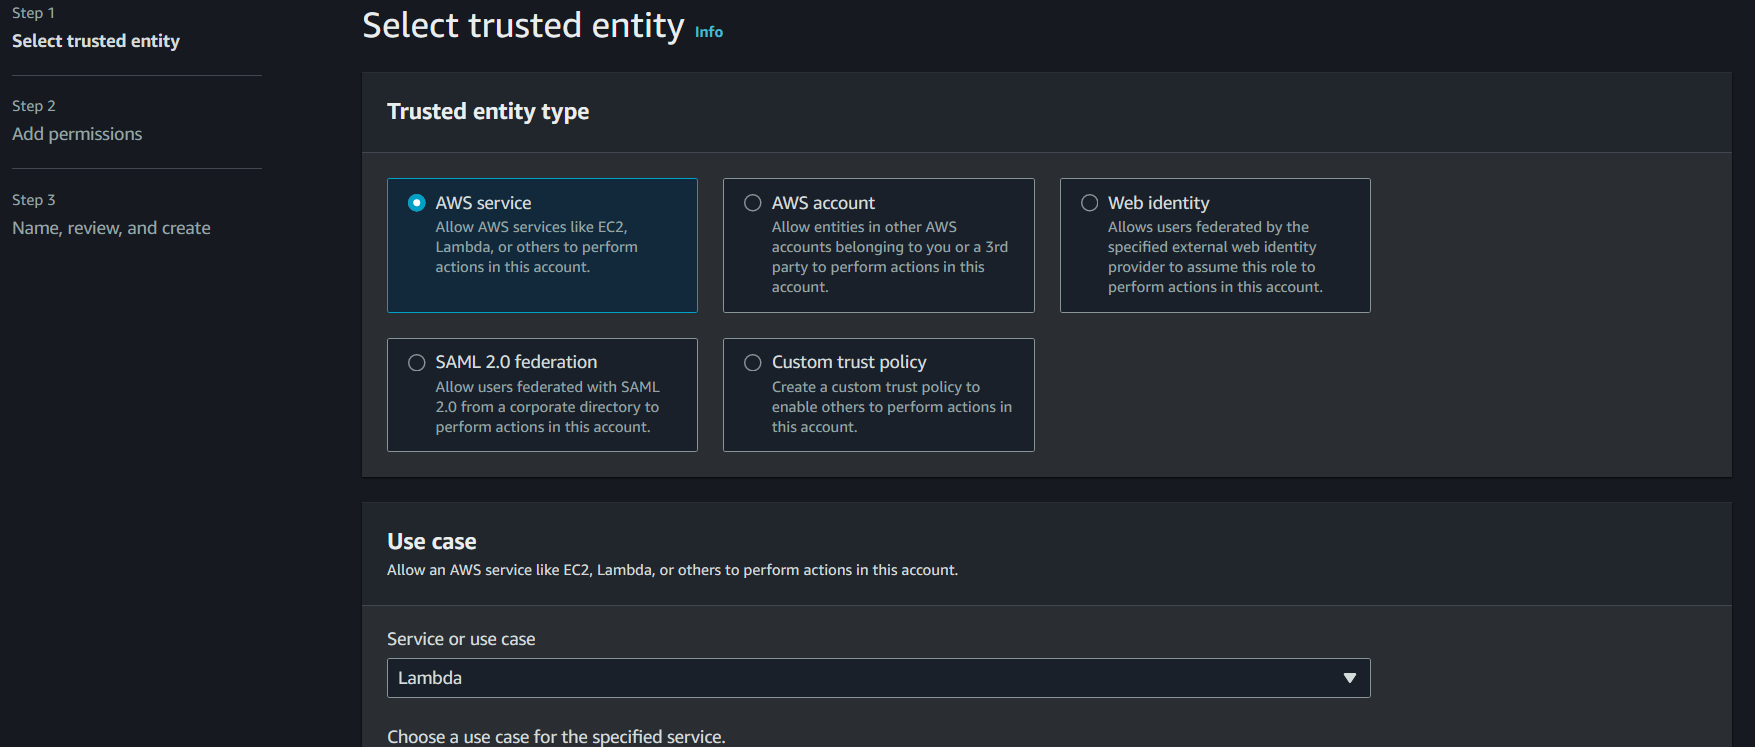 Step 1
Select trusted entity
Step 2
Add permissions
Step 3
Name, review, and create
Select trusted entity Info
Trusted entity type
AWS service
Allow AWS services like EC2,
Lambda, or others to perform
actions in this account.
AWS account
Allow entities in other AWS
accounts belonging to you or a 3rd
party to perform actions in this
account.
Web identity
Allows users federated by the
specified external web identity
provider to assume this role to
perform actions in this account.
SAML 2.0 federation
Allow users federated with SAML
2.0 from a corporate directory to
perform actions in this account.
Custom trust policy
Create a custom trust policy to
enable others to perform actions in
this account.
Use case
Allow an AWS service like EC2, Lambda, or others to perform actions in this account.
Service or use case
Lambda
Choose a use case for the specified service.